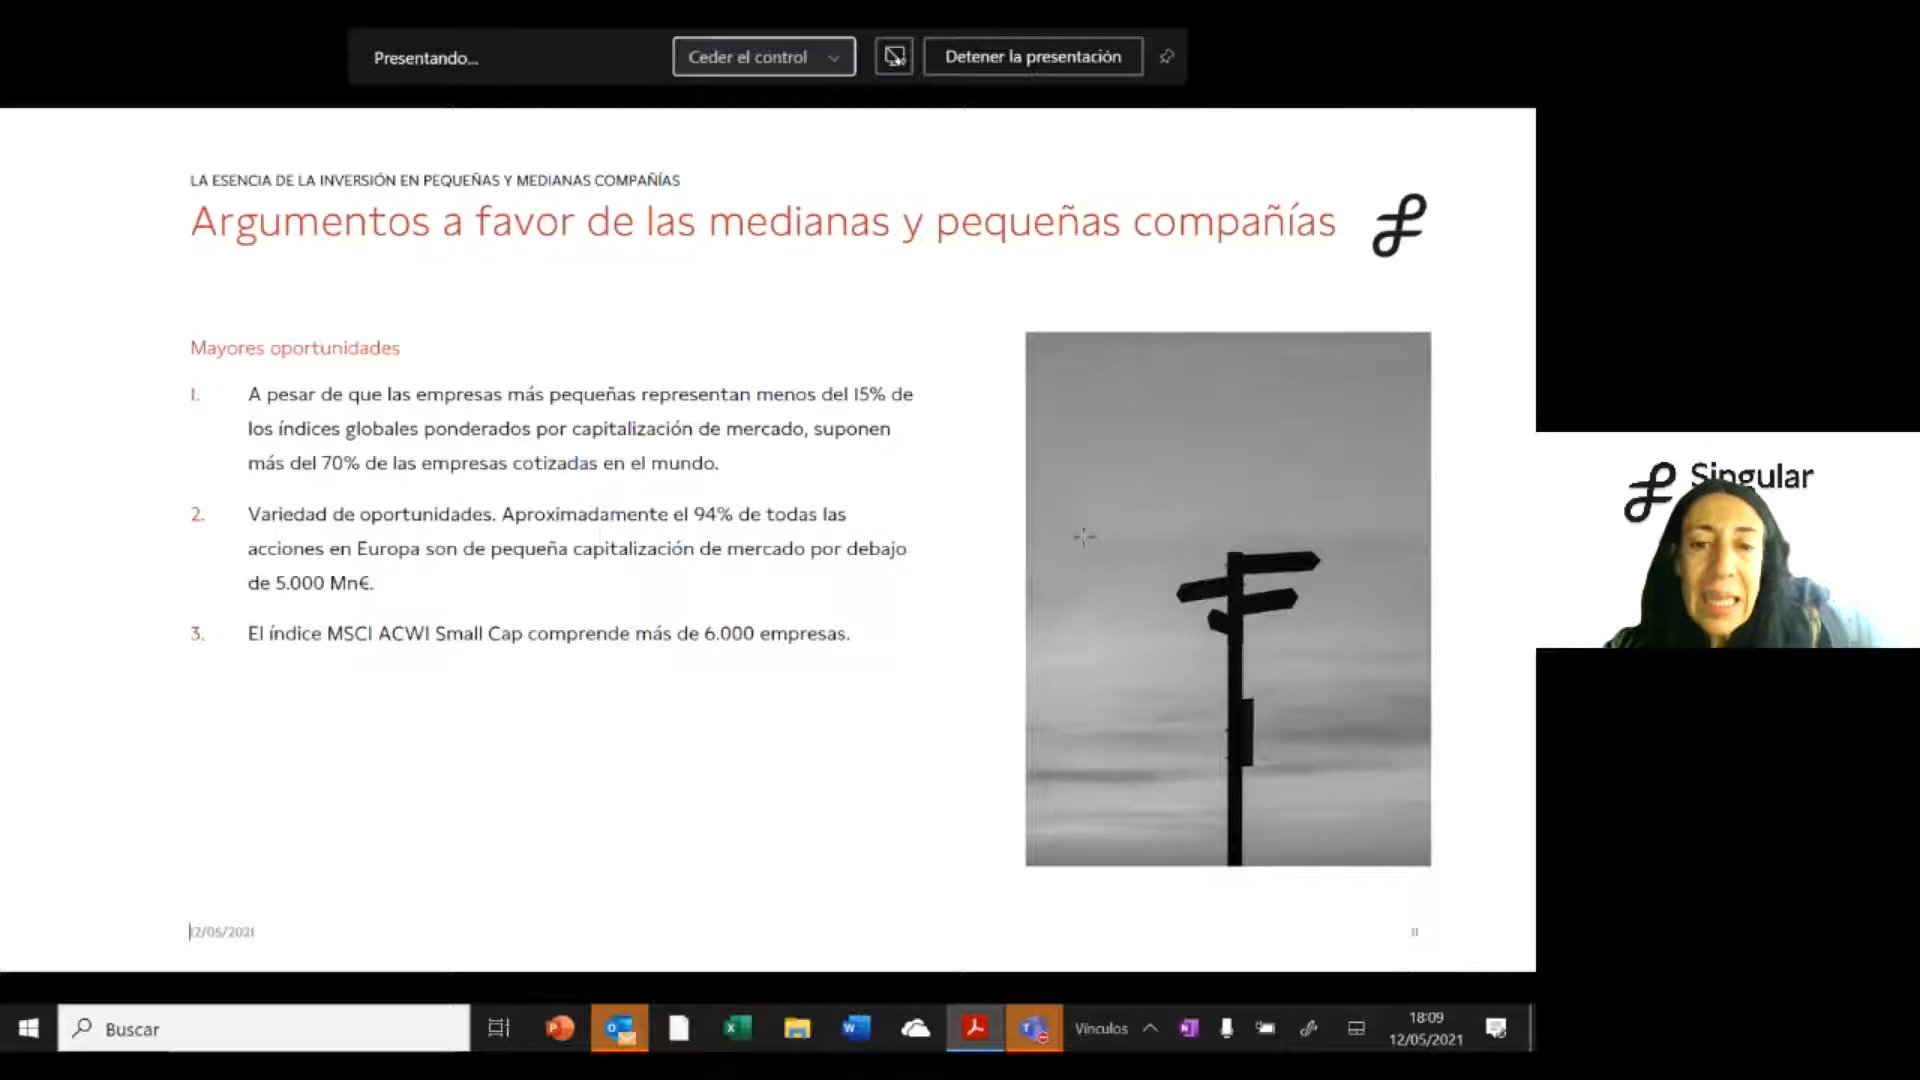 Presentando...
Ceder el control
Detener la presentación
LA ESENCIA DE LA INVERSIÓN EN PEQUEÑAS Y MEDIANAS COMPAÑÍAS
Argumentos a favor de las medianas y pequeñas compañías
Mayores oportunidades
1. A pesar de que las empresas más pequeñas representan menos del 15% de
los índices globales ponderados por capitalización de mercado, suponen
más del 70% de las empresas cotizadas en el mundo.
2. Variedad de oportunidades. Aproximadamente el 94% de todas las
acciones en Europa son de pequeña capitalización de mercado por debajo
de 5.000 Mn€.
3. El índice MSCI ACWI Small Cap comprende más de 6.000 empresas.
12/05/2021
11
Singular
Buscar
Vínculos
18:09
12/05/2021